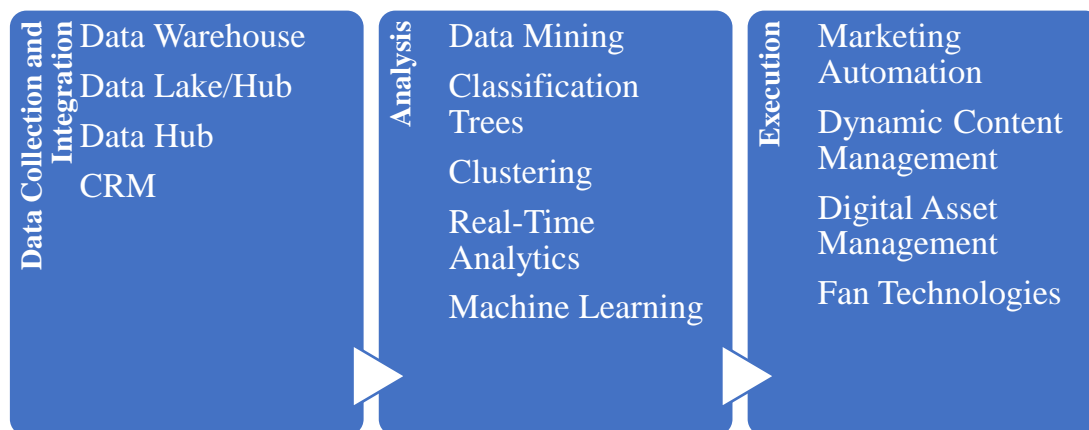 Data Collection and
Integration
Data Warehouse
Data Lake/Hub
Data Hub
CRM
Analysis
Data Mining
Classification
Trees
Clustering
Real-Time
Analytics
Machine Learning
Execution
Marketing
Automation
Dynamic Content
Management
Digital Asset
Management
Fan Technologies